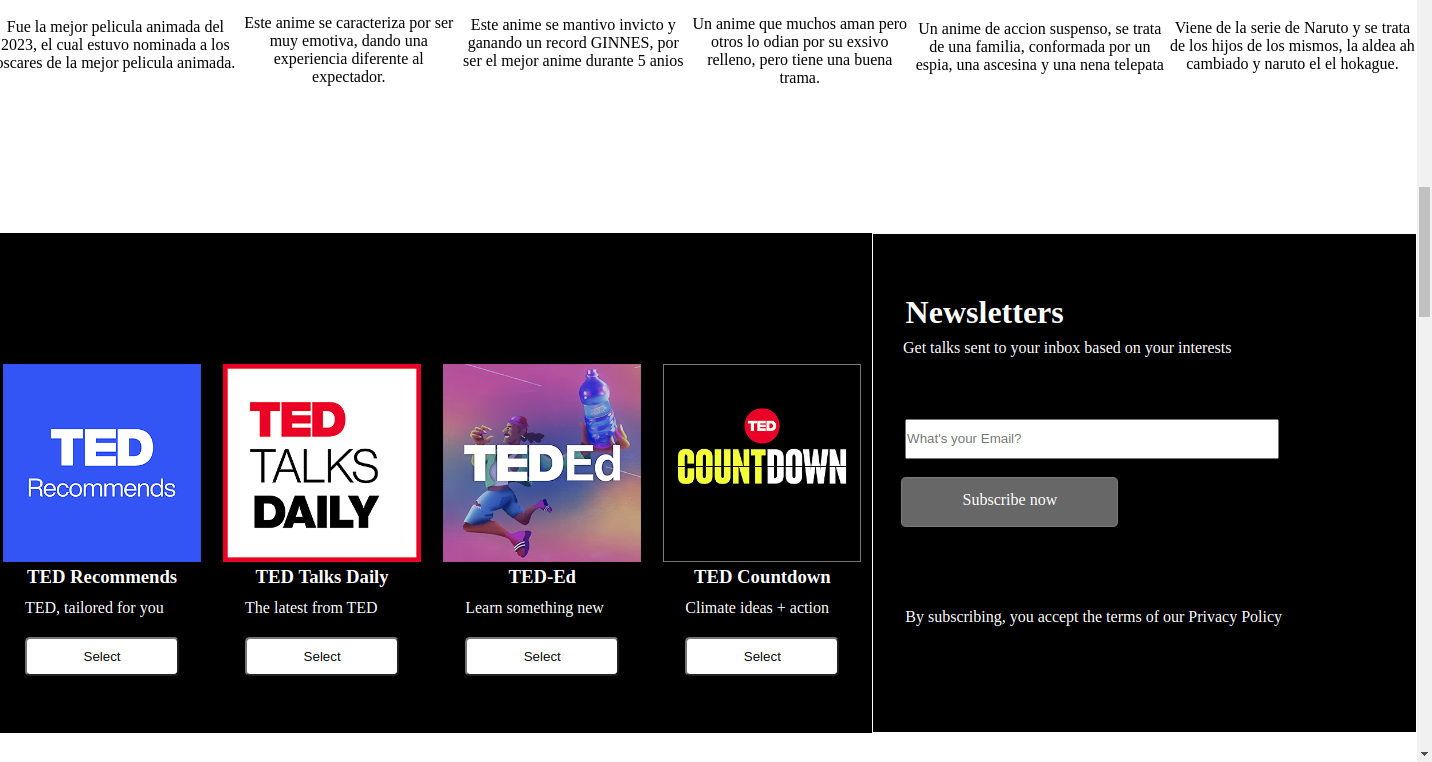 Fue la mejor pelicula animada del
2023, el cual estuvo nominada a los
oscares de la mejor pelicula animada.
Este anime se caracteriza por ser
muy emotiva, dando una
experiencia diferente al
expectador.
Este anime se mantivo invicto y
ganando un record GINNES, por
ser el mejor anime durante 5 anios
Un anime que muchos aman pero
otros lo odian por su exsivo
relleno, pero tiene una buena
trama.
Un anime de accion suspenso, se trata
de una familia, conformada por un
espia, una ascesina y una nena telepata
Viene de la serie de Naruto y se trata
de los hijos de los mismos, la aldea ah
cambiado y naruto el el hokague.
TED
Recommends
TED Recommends
TED, tailored for you
Select
TED
TALKS
DAILY
TED Talks Daily
The latest from TED
Select
TEDEd
TED-Ed
Learn something new
Select
TED
COUNTDOWN
TED Countdown
Climate ideas + action
Select
Newsletters
Get talks sent to your inbox based on your interests
What's your Email?
Subscribe now
By subscribing, you accept the terms of our Privacy Policy